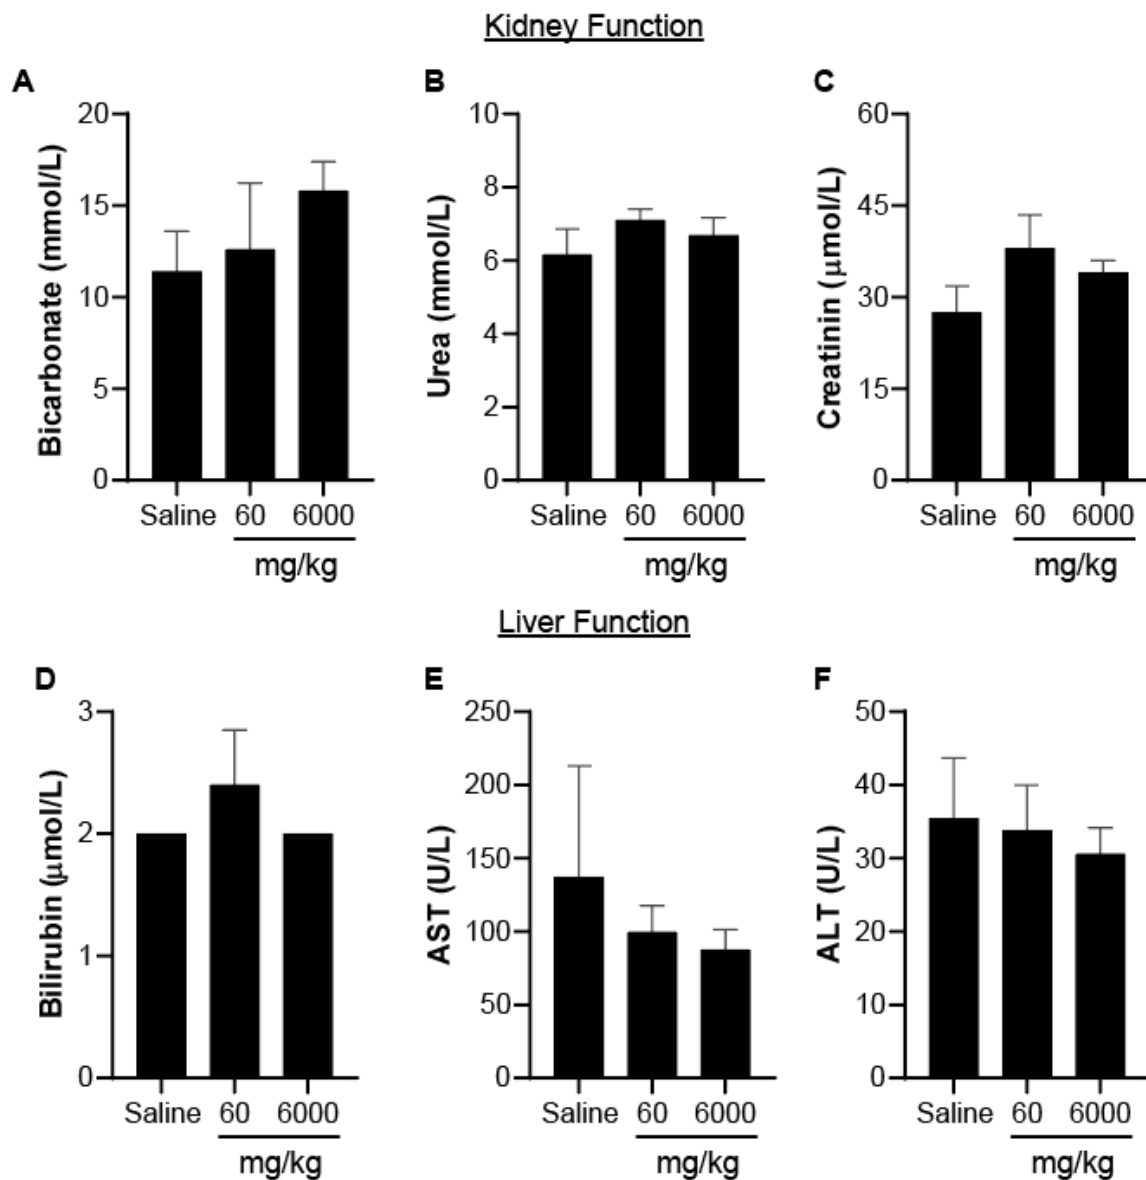 Kidney Function
A
B
C
Bicarbonate (mmol/L)
20
15
10
5
0
Saline 60 6000
mg/kg
Urea (mmol/L)
10
8
6
4
2
0
Saline 60 6000
mg/kg
Creatinin (μmol/L)
60
45
30
15
0
Saline 60 6000
mg/kg
Liver Function
D
E
F
Bilirubin (μmol/L)
3
2
1
0
Saline 60 6000
mg/kg
AST (U/L)
250
200
150
100
50
0
Saline 60 6000
mg/kg
ALT (U/L)
50
40
30
20
10
0
Saline 60 6000
mg/kg